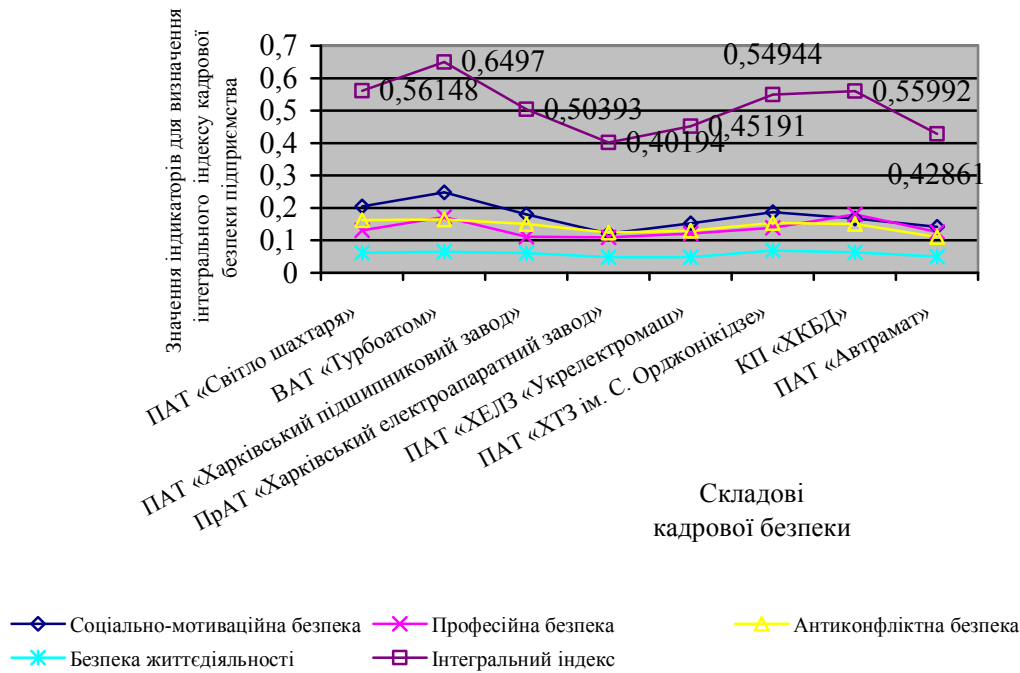 Значення індикаторів для визначення
інтегрального індексу кадрової
безпеки підприємства
0,7
0,6
0,5
0,4
0,3
0,2
0,1
0
0,56148
0,6497
0,50393
0,40194
0,45191
0,54944
0,55992
0,42861
ПАТ «Світло шахтаря»
ВАТ «Турбоатом»
ПАТ «Харківський підшипниковий завод»
ПрАТ «Харківський електроапаратний завод»
ПАТ «ХЕЛЗ «Укрелектромаш»
ПАТ «ХТЗ ім. С. Орджонікідзе»
КП «ХКБД»
ПАТ «Автрамат»
Складові
кадрової безпеки
Соціально-мотиваційна безпека
Професійна безпека
Антиконфліктна безпека
Безпека життєдіяльності
Інтегральний індекс